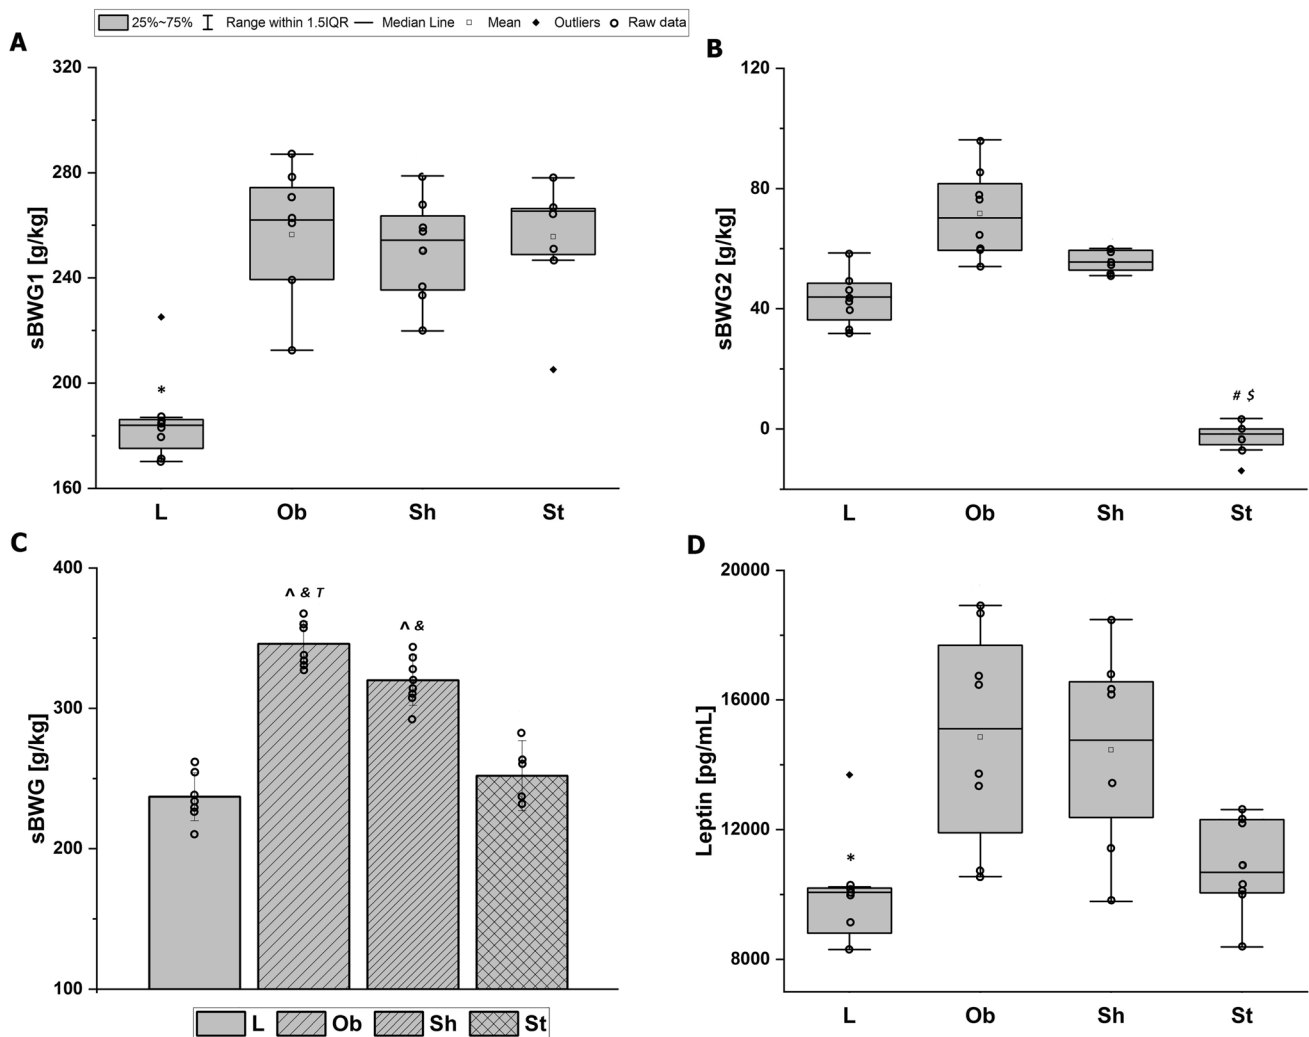 25%~75% Range within 1.5IQR Median Line Mean Outliers Raw data
A
sBWG1 [g/kg]
320
280
240
200
160
*
L Ob Sh St
B
sBWG2 [g/kg]
120
80
40
0
# $
L Ob Sh St
C
sBWG [g/kg]
400
300
200
100
^ & T
^ &
L Ob Sh St
D
Leptin [pg/mL]
20000
16000
12000
8000
*
L Ob Sh St